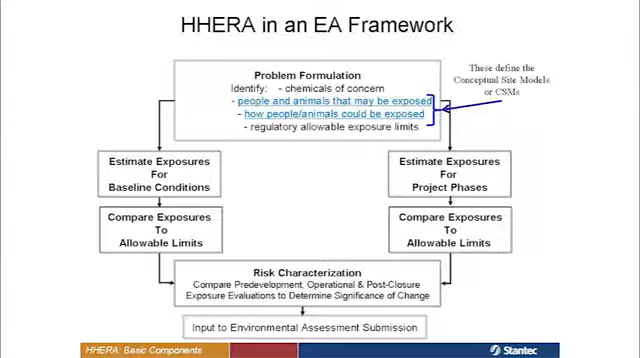 HHERA in an EA Framework
Problem Formulation
Identify: - chemicals of concern
- people and animals that may be exposed
- how people/animals could be exposed
- regulatory allowable exposure limits
These define the
Conceptual Site Models
or CSMs
Estimate Exposures
For
Baseline Conditions
Estimate Exposures
For
Project Phases
Compare Exposures
To
Allowable Limits
Compare Exposures
To
Allowable Limits
Risk Characterization
Compare Predevelopment, Operational & Post-Closure
Exposure Evaluations to Determine Significance of Change
Input to Environmental Assessment Submission
HHERA: Basic Components
Stantec